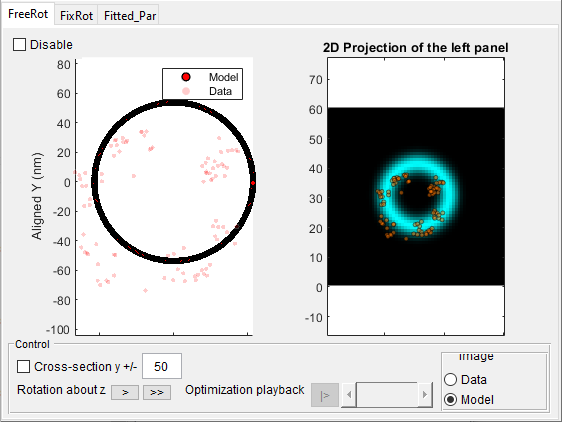 FreeRot FixRot Fitted_Par
Disable
2D Projection of the left panel
Model
Data
Aligned Y (nm)
80
60
40
20
0
-20
-40
-60
-80
-100
70
60
50
40
30
20
10
0
-10
Control
Cross-section y +/- 50
Rotation about z > >>
Optimization playback |>
Image
Data
Model